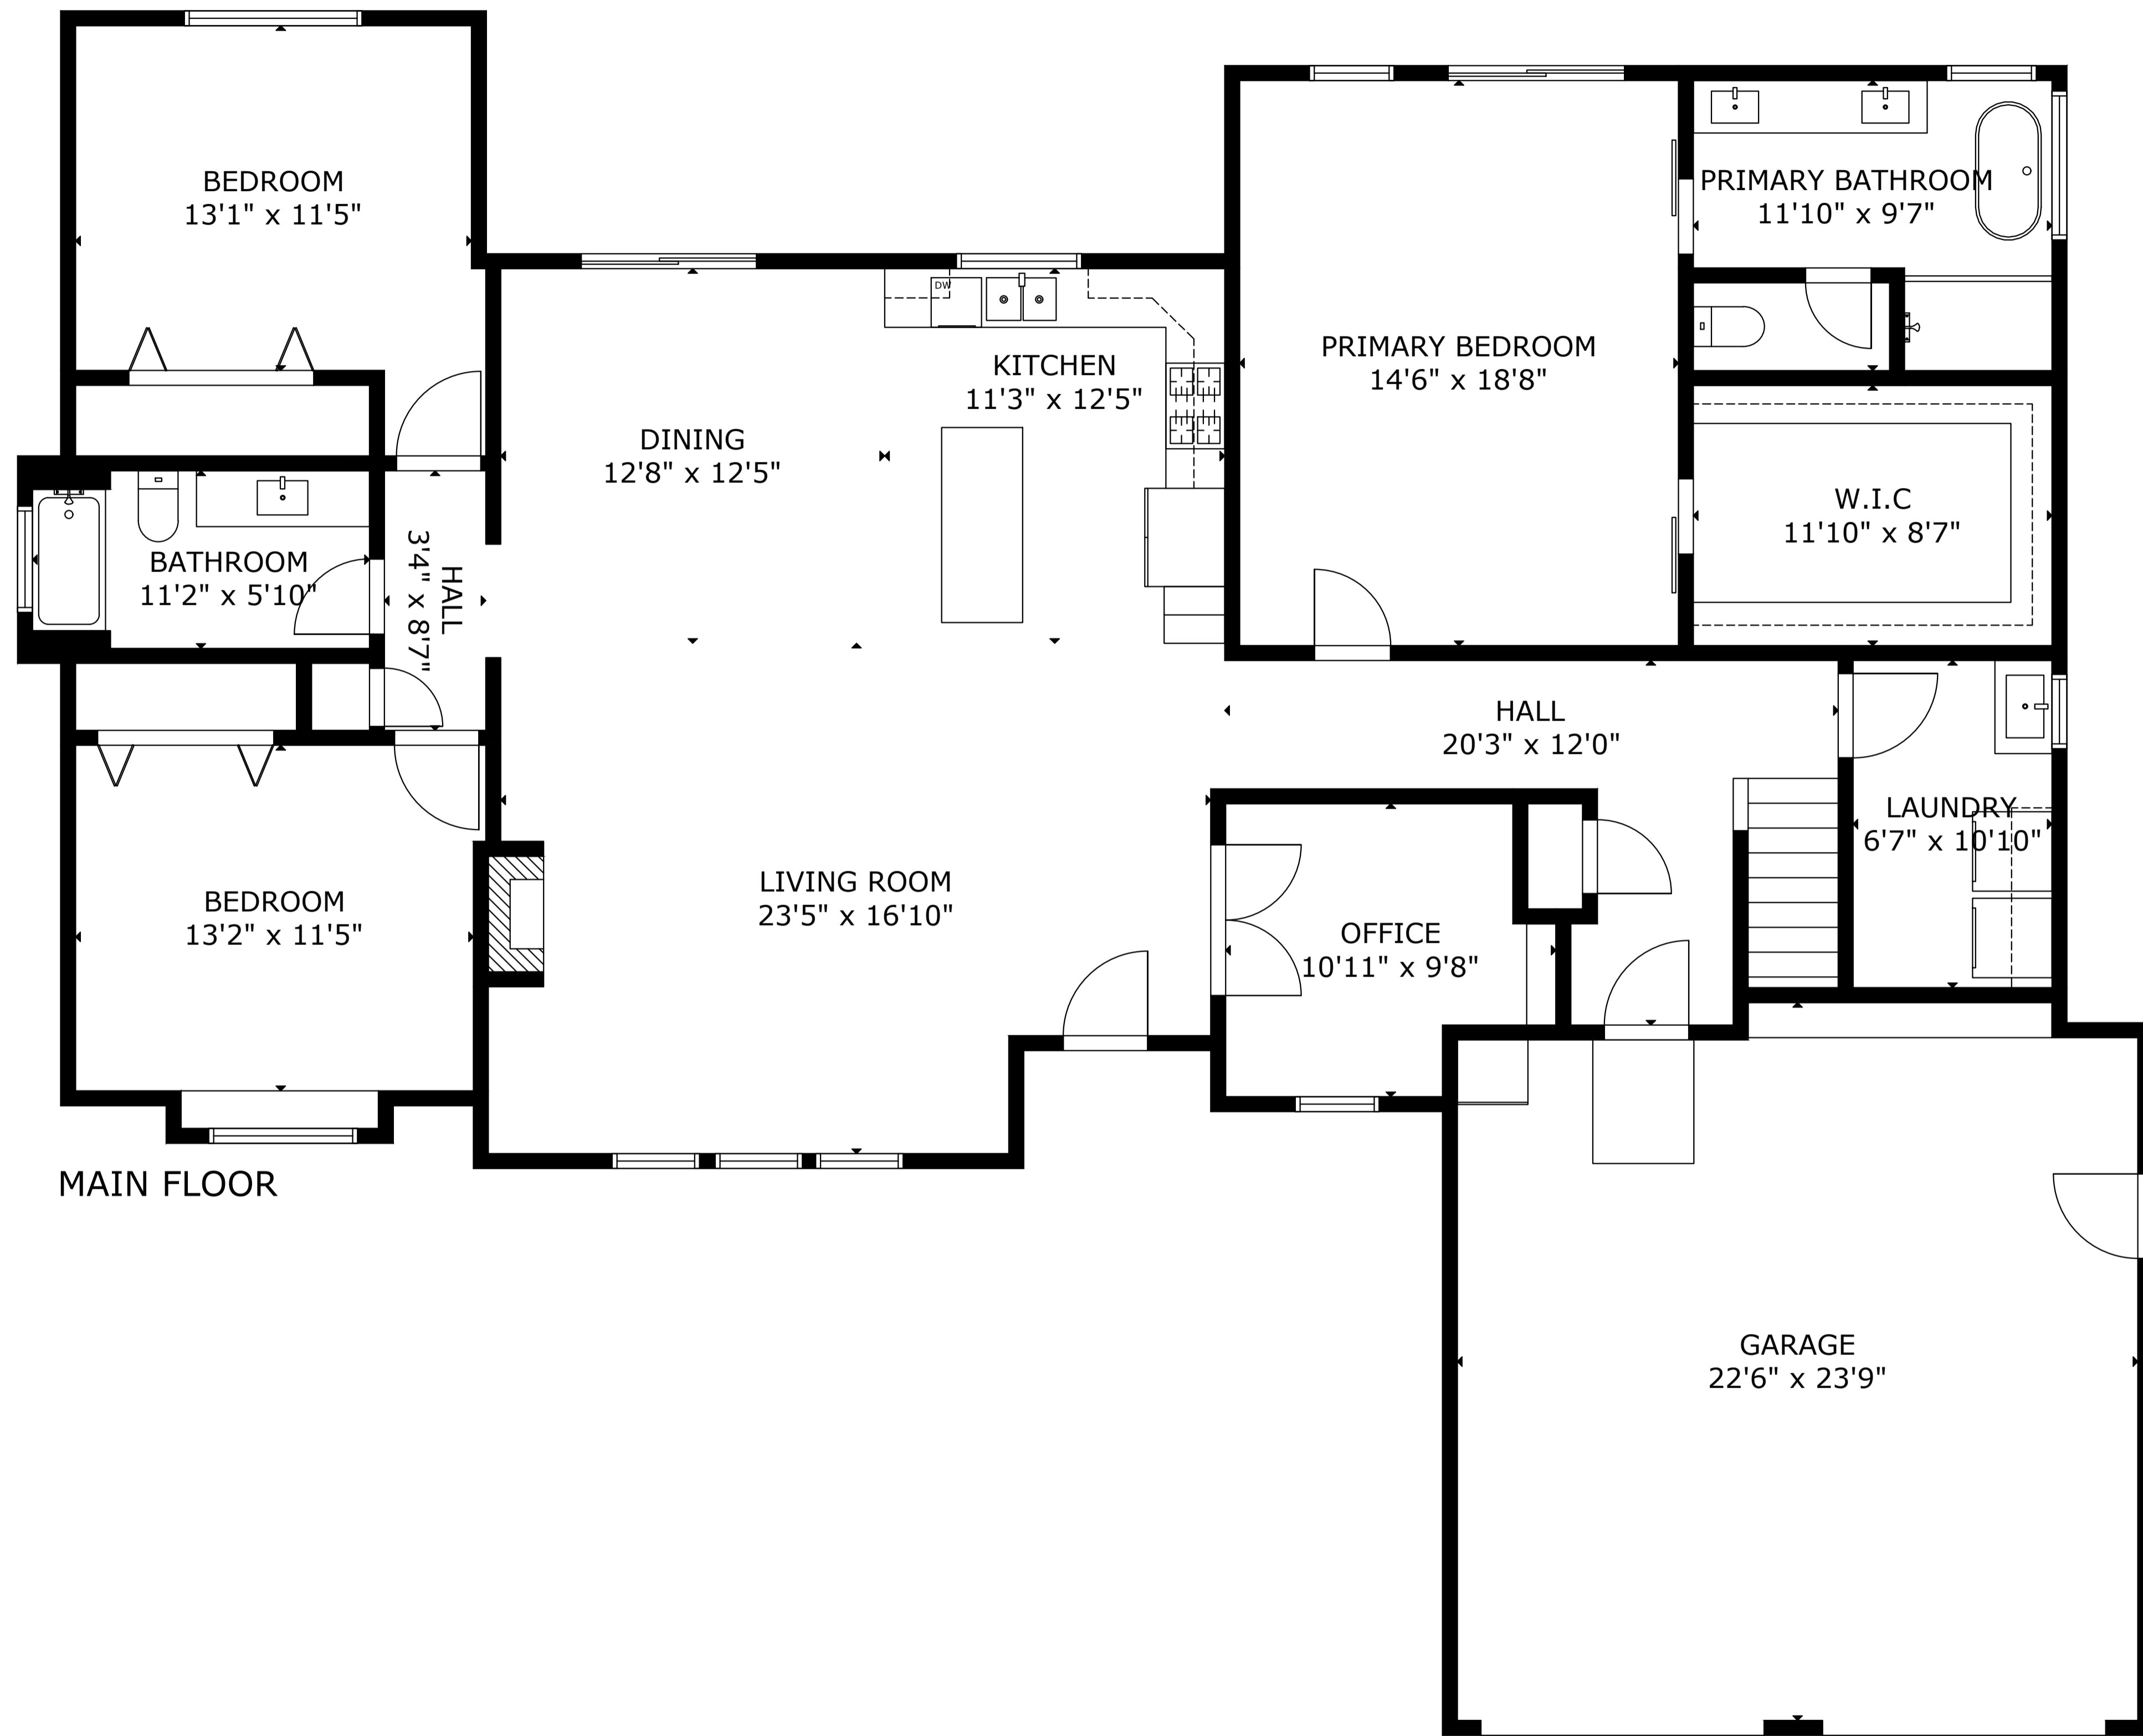 BEDROOM
13'1" x 11'5"
PRIMARY BATHROOM
11'10" x 9'7"
DW
PRIMARY BEDROOM
14'6" x 18'8"
KITCHEN
11'3" x 12'5"
DINING
12'8" x 12'5"
W.I.C
11'10" x 8'7"
BATHROOM
11'2" x 5'10"
HALL
3'4" x 8'7"
HALL
20'3" x 12'0"
LAUNDRY
6'7" x 10'10"
LIVING ROOM
23'5" x 16'10"
BEDROOM
13'2" x 11'5"
OFFICE
10'11" x 9'8"
MAIN FLOOR
GARAGE
22'6" x 23'9"